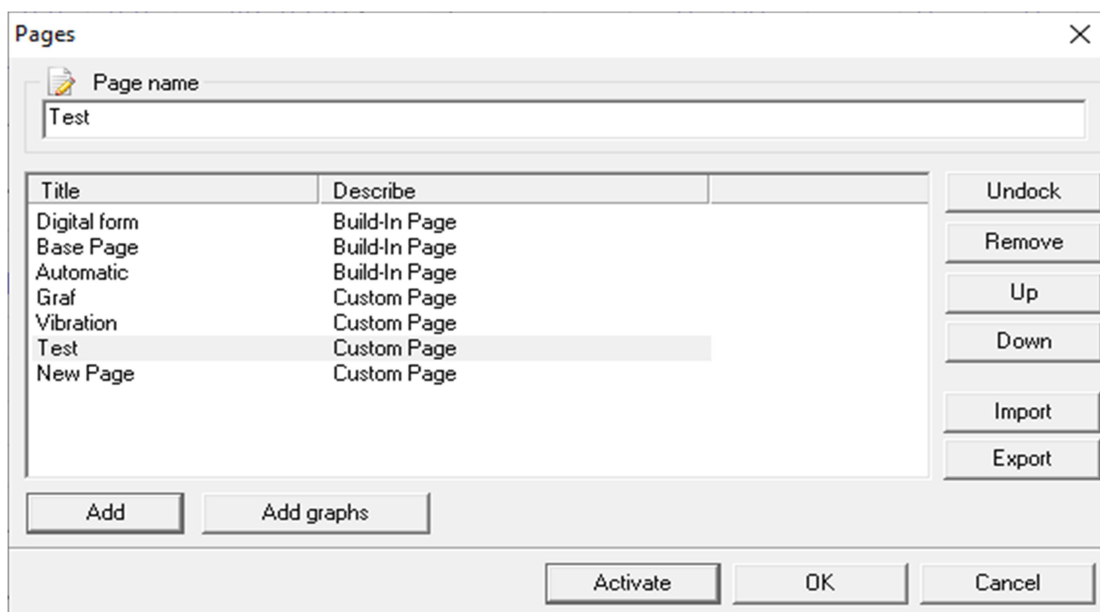 Pages
Page name
Test
Title Describe
Digital form Build-In Page
Base Page Build-In Page
Automatic Build-In Page
Graf Custom Page
Vibration Custom Page
Test Custom Page
New Page Custom Page
Undock
Remove
Up
Down
Import
Export
Add Add graphs
Activate OK Cancel